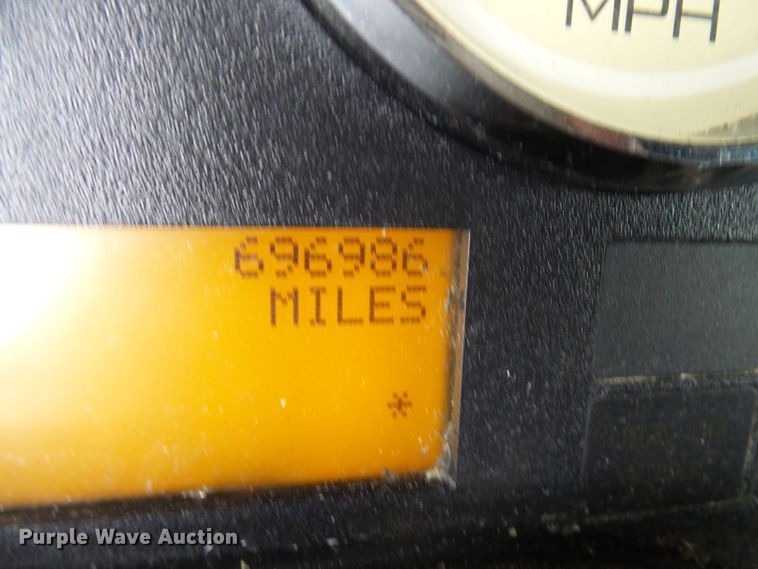 MPH
696986
MILES
*
Purple Wave Auction®